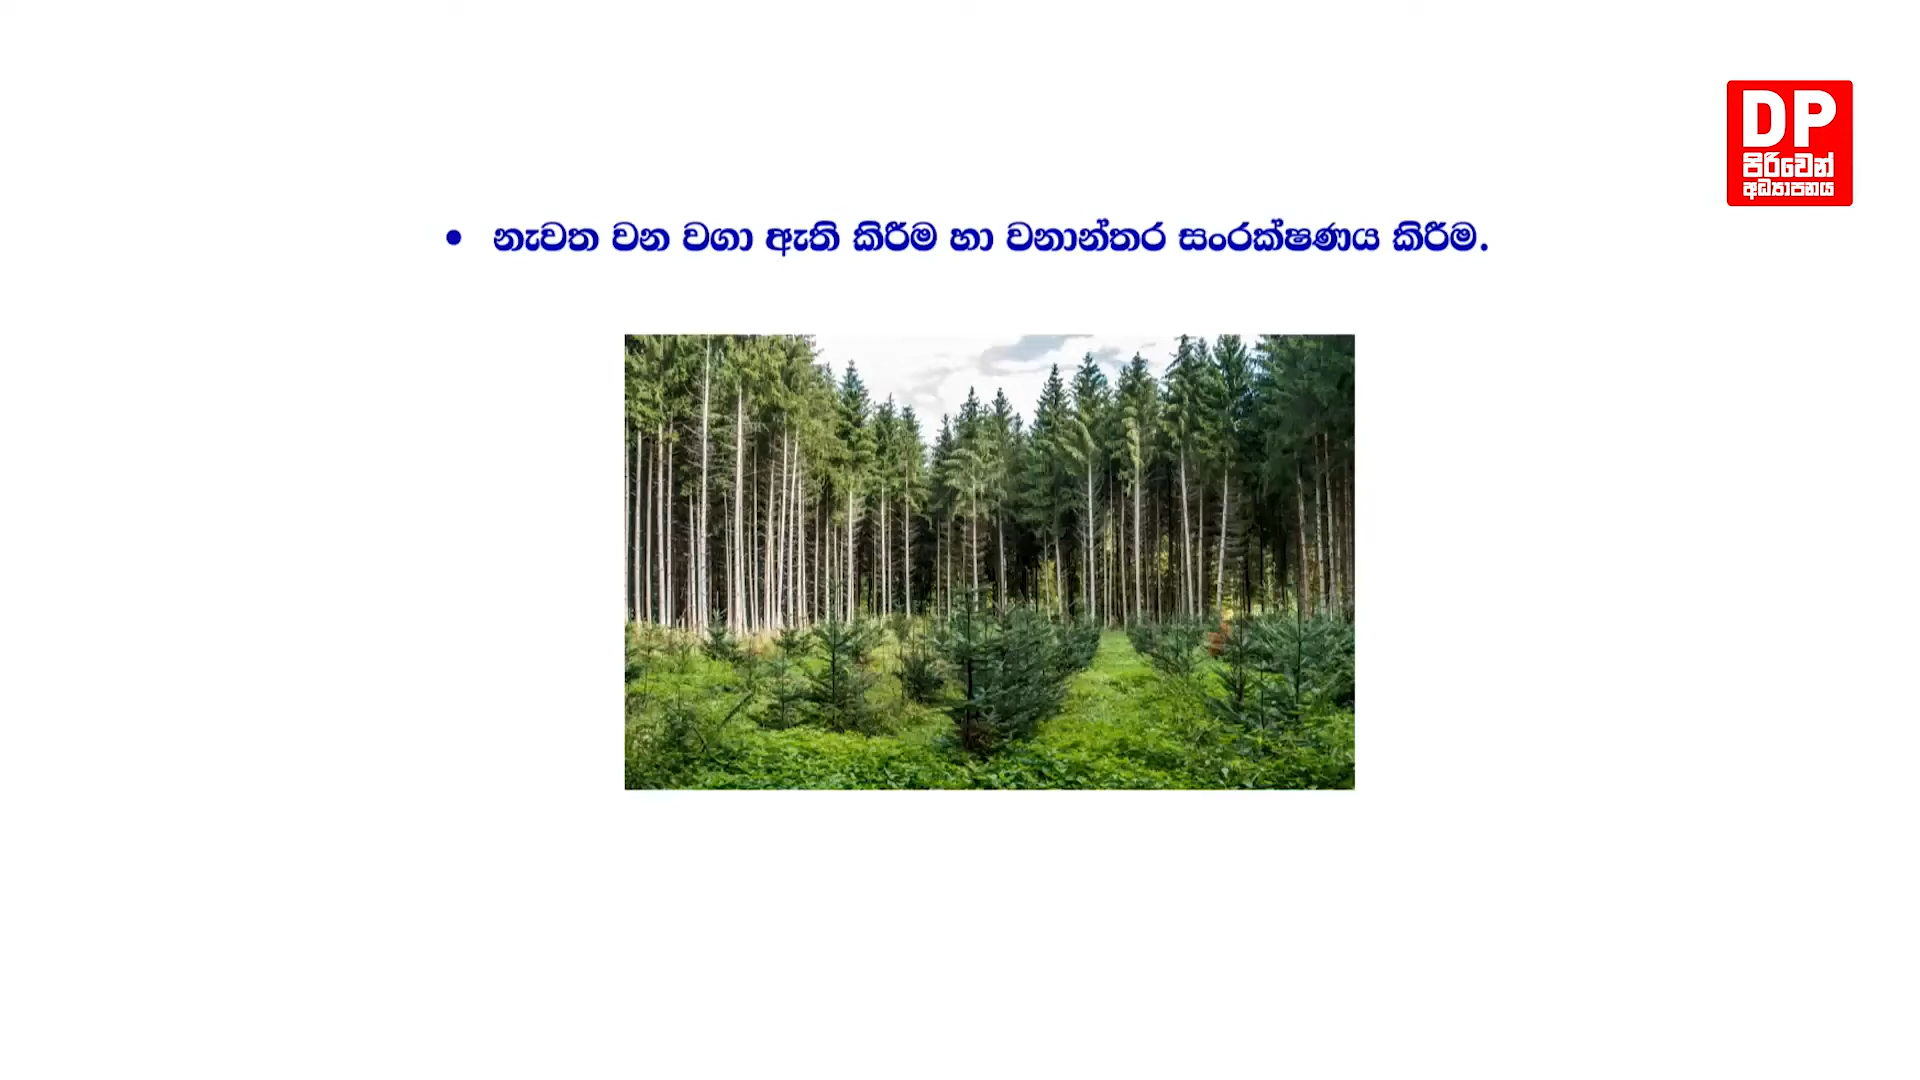 DP
පිරිවෙන්
අධ්‍යාපනය
• නැවත වන වගා ඇති කිරීම හා වනාන්තර සංරක්ෂණය කිරීම.